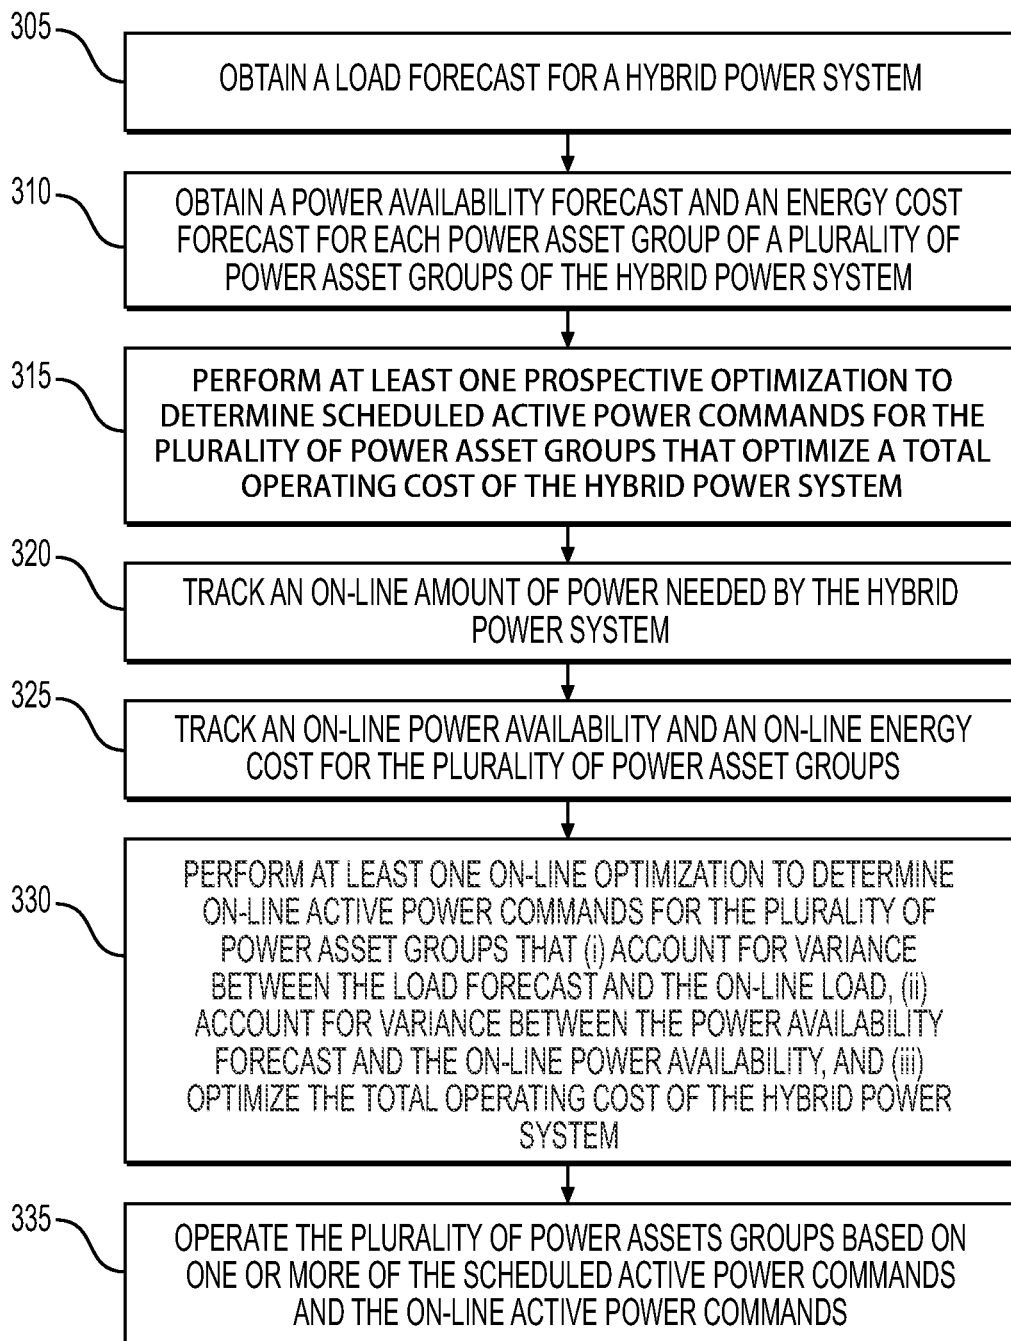 305
OBTAIN A LOAD FORECAST FOR A HYBRID POWER SYSTEM
310
OBTAIN A POWER AVAILABILITY FORECAST AND AN ENERGY COST
FORECAST FOR EACH POWER ASSET GROUP OF A PLURALITY OF
POWER ASSET GROUPS OF THE HYBRID POWER SYSTEM
315
PERFORM AT LEAST ONE PROSPECTIVE OPTIMIZATION TO
DETERMINE SCHEDULED ACTIVE POWER COMMANDS FOR THE
PLURALITY OF POWER ASSET GROUPS THAT OPTIMIZE A TOTAL
OPERATING COST OF THE HYBRID POWER SYSTEM
320
TRACK AN ON-LINE AMOUNT OF POWER NEEDED BY THE HYBRID
POWER SYSTEM
325
TRACK AN ON-LINE POWER AVAILABILITY AND AN ON-LINE ENERGY
COST FOR THE PLURALITY OF POWER ASSET GROUPS
330
PERFORM AT LEAST ONE ON-LINE OPTIMIZATION TO DETERMINE
ON-LINE ACTIVE POWER COMMANDS FOR THE PLURALITY OF
POWER ASSET GROUPS THAT (i) ACCOUNT FOR VARIANCE
BETWEEN THE LOAD FORECAST AND THE ON-LINE LOAD, (ii)
ACCOUNT FOR VARIANCE BETWEEN THE POWER AVAILABILITY
FORECAST AND THE ON-LINE POWER AVAILABILITY, AND (iii)
OPTIMIZE THE TOTAL OPERATING COST OF THE HYBRID POWER
SYSTEM
335
OPERATE THE PLURALITY OF POWER ASSETS GROUPS BASED ON
ONE OR MORE OF THE SCHEDULED ACTIVE POWER COMMANDS
AND THE ON-LINE ACTIVE POWER COMMANDS